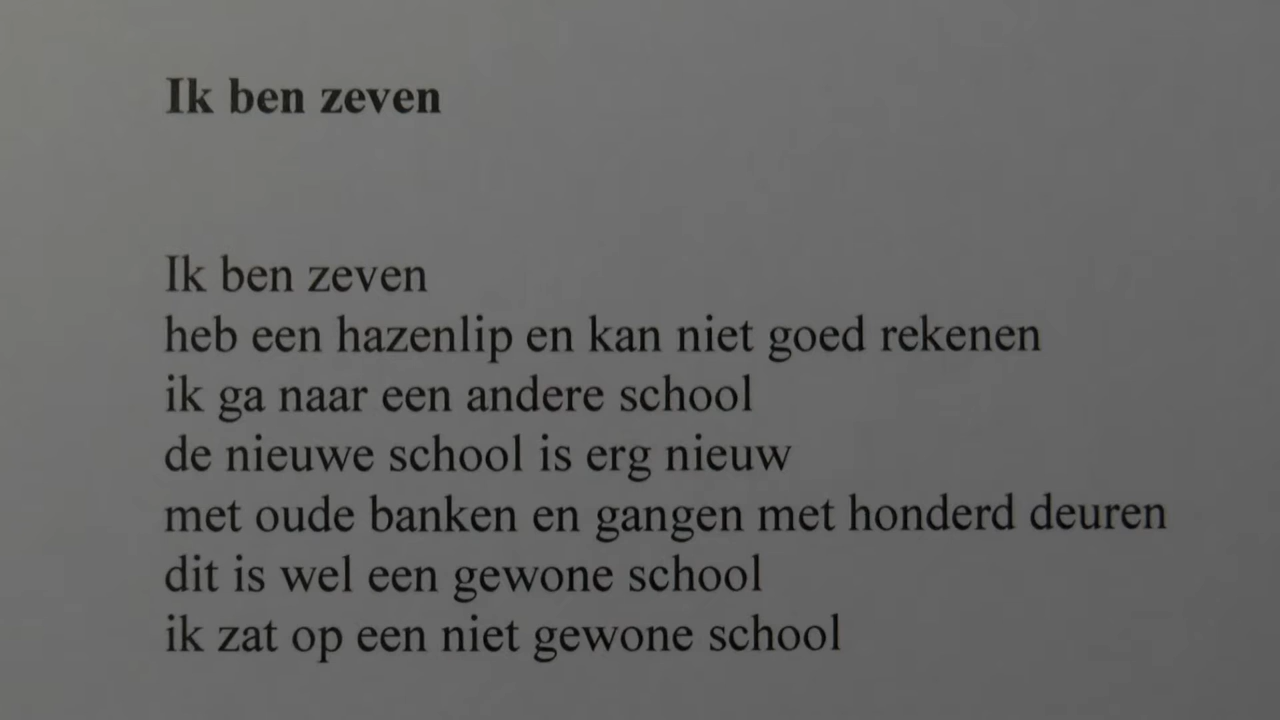 Ik ben zeven
Ik ben zeven
heb een hazenlip en kan niet goed rekenen
ik ga naar een andere school
de nieuwe school is erg nieuw
met oude banken en gangen met honderd deuren
dit is wel een gewone school
ik zat op een niet gewone school